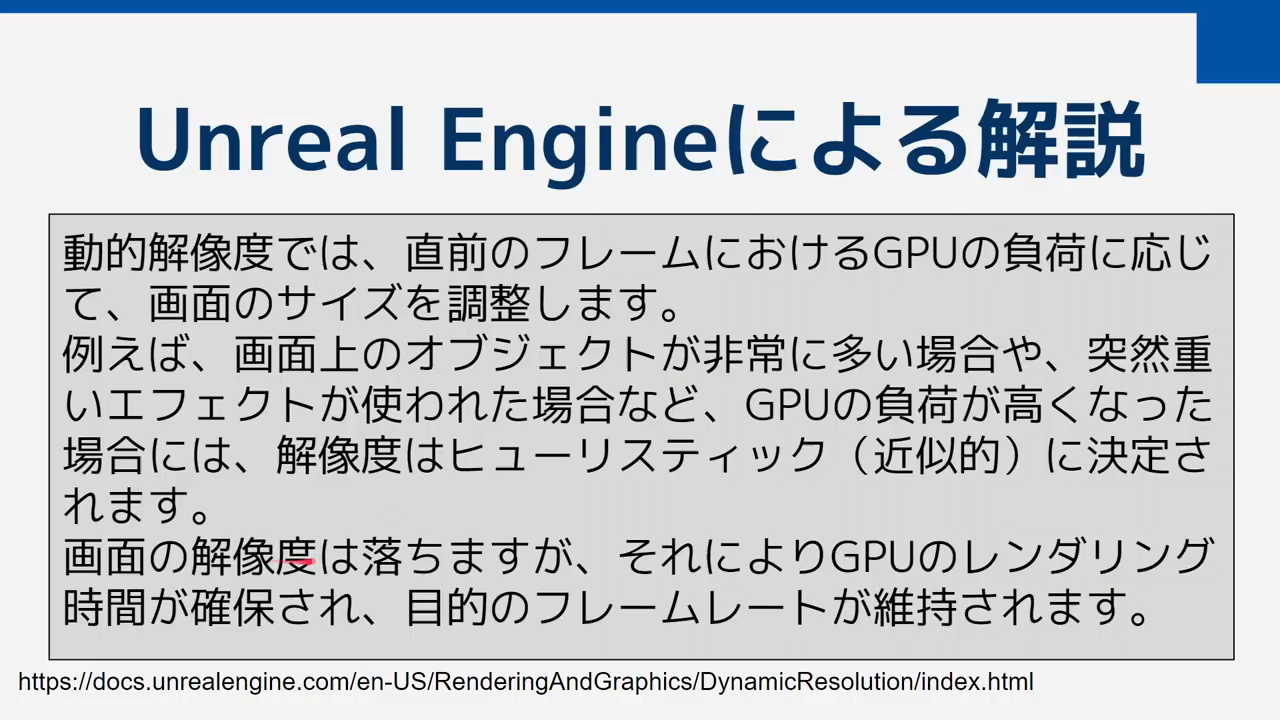 Unreal Engineによる解説
動的解像度では、直前のフレームにおけるGPUの負荷に応じ
て、画面のサイズを調整します。
例えば、画面上のオブジェクトが非常に多い場合や、突然重
いエフェクトが使われた場合など、GPUの負荷が高くなった
場合には、解像度はヒューリスティック（近似的）に決定さ
れます。
画面の解像度は落ちますが、それによりGPUのレンダリング
時間が確保され、目的のフレームレートが維持されます。
https://docs.unrealengine.com/en-US/RenderingAndGraphics/DynamicResolution/index.html